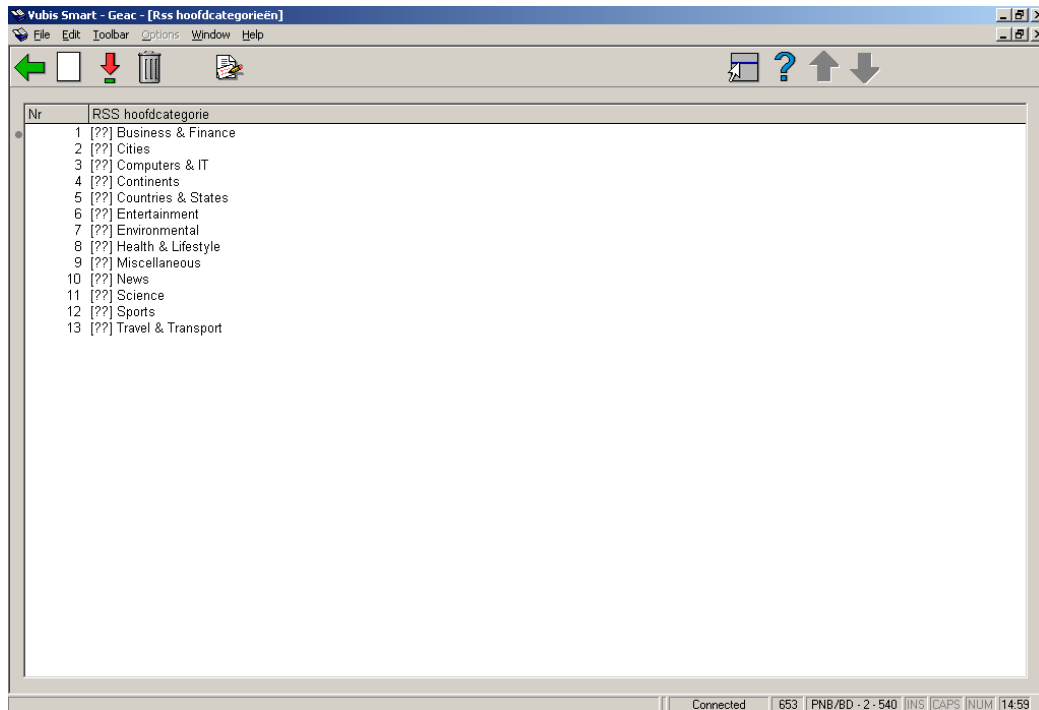 Vubis Smart - Geac - [Rss hoofdcategorieën]
File Edit Toolbar Options Window Help
Nr RSS hoofdcategorie
1 [??] Business & Finance
2 [??] Cities
3 [??] Computers & IT
4 [??] Continents
5 [??] Countries & States
6 [??] Entertainment
7 [??] Environmental
8 [??] Health & Lifestyle
9 [??] Miscellaneous
10 [??] News
11 [??] Science
12 [??] Sports
13 [??] Travel & Transport
Connected 653 PNB/BD - 2 - 540 INS CAPS NUM 14:59